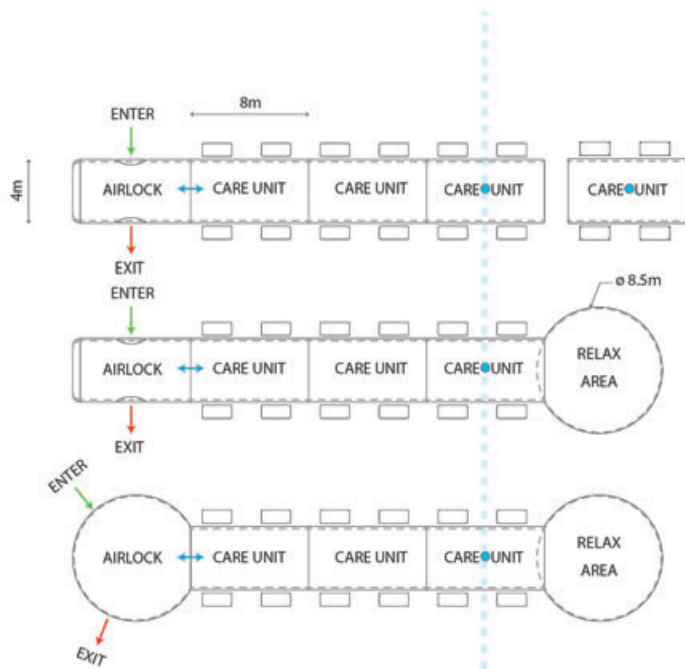 ENTER
8m
4m
AIRLOCK
CARE UNIT
CARE UNIT
CARE UNIT
CARE UNIT
EXIT
ENTER
ø 8.5m
AIRLOCK
CARE UNIT
CARE UNIT
CARE UNIT
RELAX
AREA
EXIT
ENTER
AIRLOCK
CARE UNIT
CARE UNIT
CARE UNIT
RELAX
AREA
EXIT